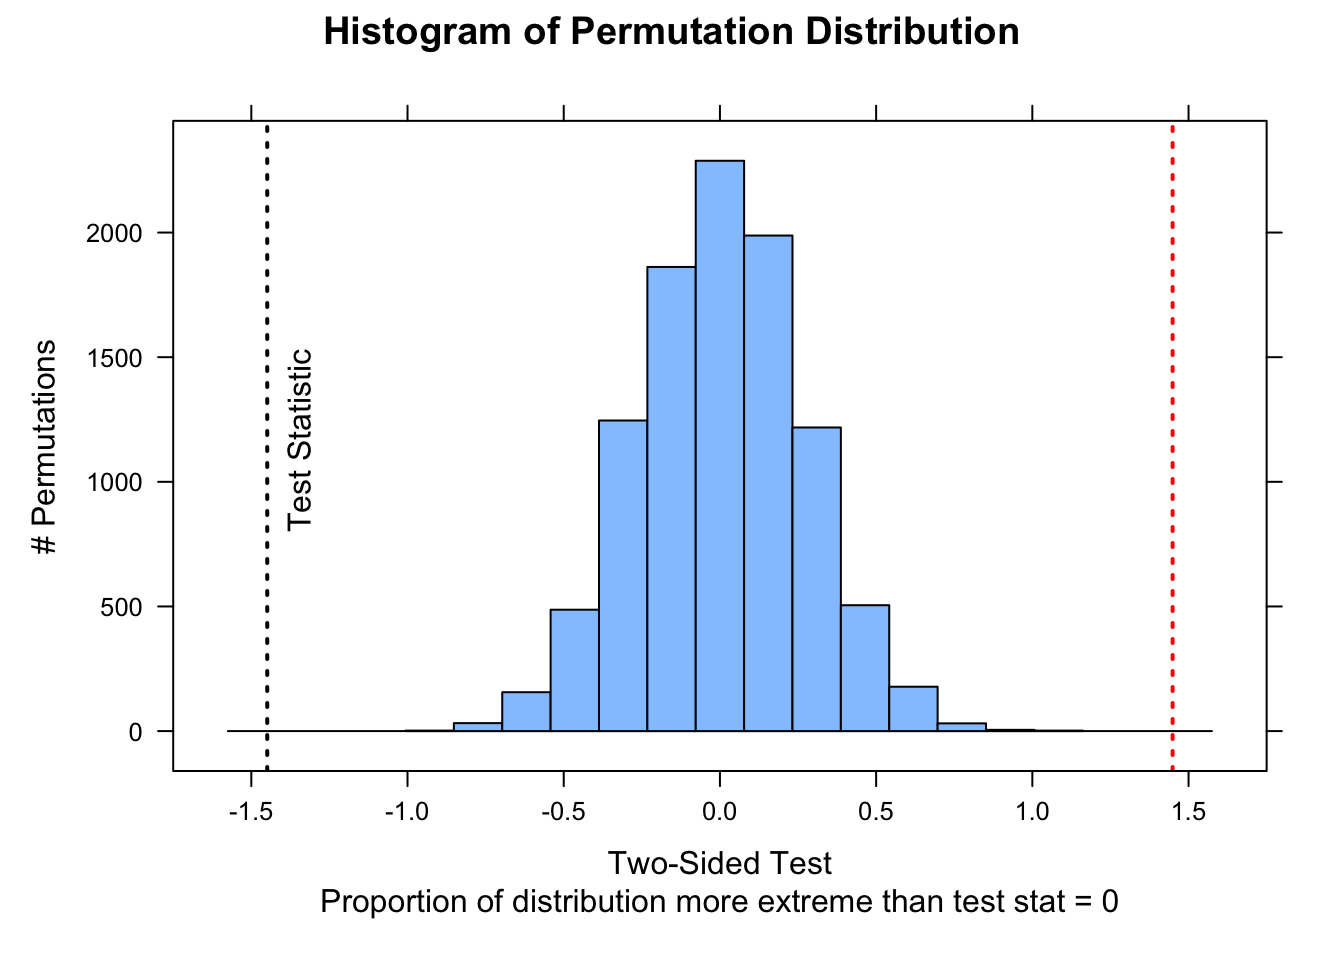 Histogram of Permutation Distribution
# Permutations
2000
1500
1000
500
0
Test Statistic
-1.5
-1.0
-0.5
0.0
0.5
1.0
1.5
Two-Sided Test
Proportion of distribution more extreme than test stat = 0